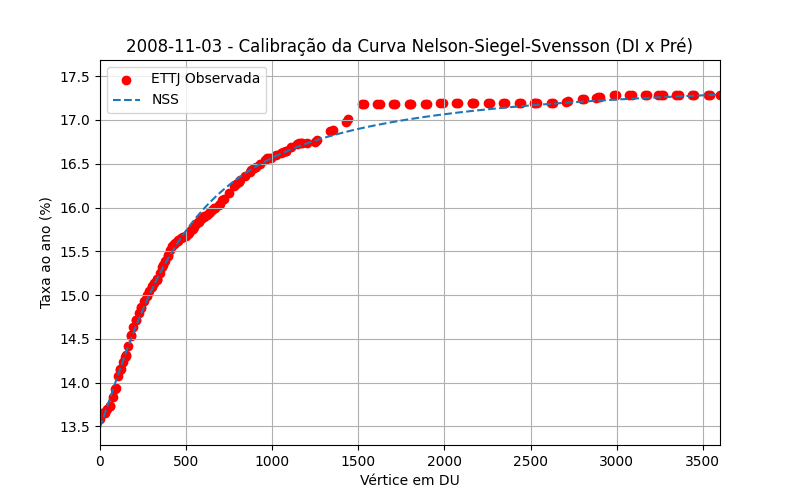 2008-11-03 - Calibração da Curva Nelson-Siegel-Svensson (DI x Pré)
ETTJ Observada
NSS
Taxa ao ano (%)
17.5
17.0
16.5
16.0
15.5
15.0
14.5
14.0
13.5
0 500 1000 1500 2000 2500 3000 3500
Vértice em DU